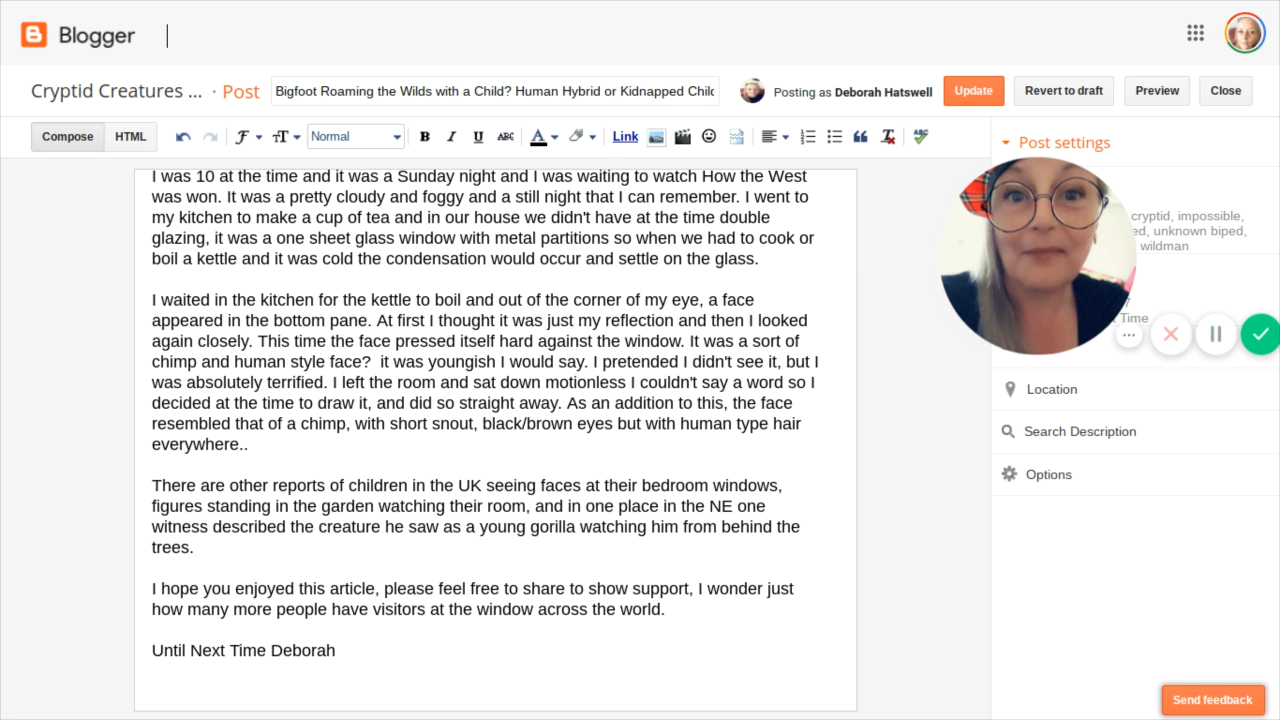 Blogger
Cryptid Creatures ... · Post
Bigfoot Roaming the Wilds with a Child? Human Hybrid or Kidnapped Chilc
Posting as Deborah Hatswell
Update
Revert to draft
Preview
Close
Compose
HTML
Normal
B I U ABC
A
Link
Post settings
I was 10 at the time and it was a Sunday night and I was waiting to watch How the West
was won. It was a pretty cloudy and foggy and a still night that I can remember. I went to
my kitchen to make a cup of tea and in our house we didn't have at the time double
glazing, it was a one sheet glass window with metal partitions so when we had to cook or
boil a kettle and it was cold the condensation would occur and settle on the glass.
I waited in the kitchen for the kettle to boil and out of the corner of my eye, a face
appeared in the bottom pane. At first I thought it was just my reflection and then I looked
again closely. This time the face pressed itself hard against the window. It was a sort of
chimp and human style face?  it was youngish I would say. I pretended I didn't see it, but I
was absolutely terrified. I left the room and sat down motionless I couldn't say a word so I
decided at the time to draw it, and did so straight away. As an addition to this, the face
resembled that of a chimp, with short snout, black/brown eyes but with human type hair
everywhere..
There are other reports of children in the UK seeing faces at their bedroom windows,
figures standing in the garden watching their room, and in one place in the NE one
witness described the creature he saw as a young gorilla watching him from behind the
trees.
I hope you enjoyed this article, please feel free to share to show support, I wonder just
how many more people have visitors at the window across the world.
Until Next Time Deborah
cryptid, impossible,
ed, unknown biped,
wildman
7
Time
Location
Search Description
Options
Send feedback